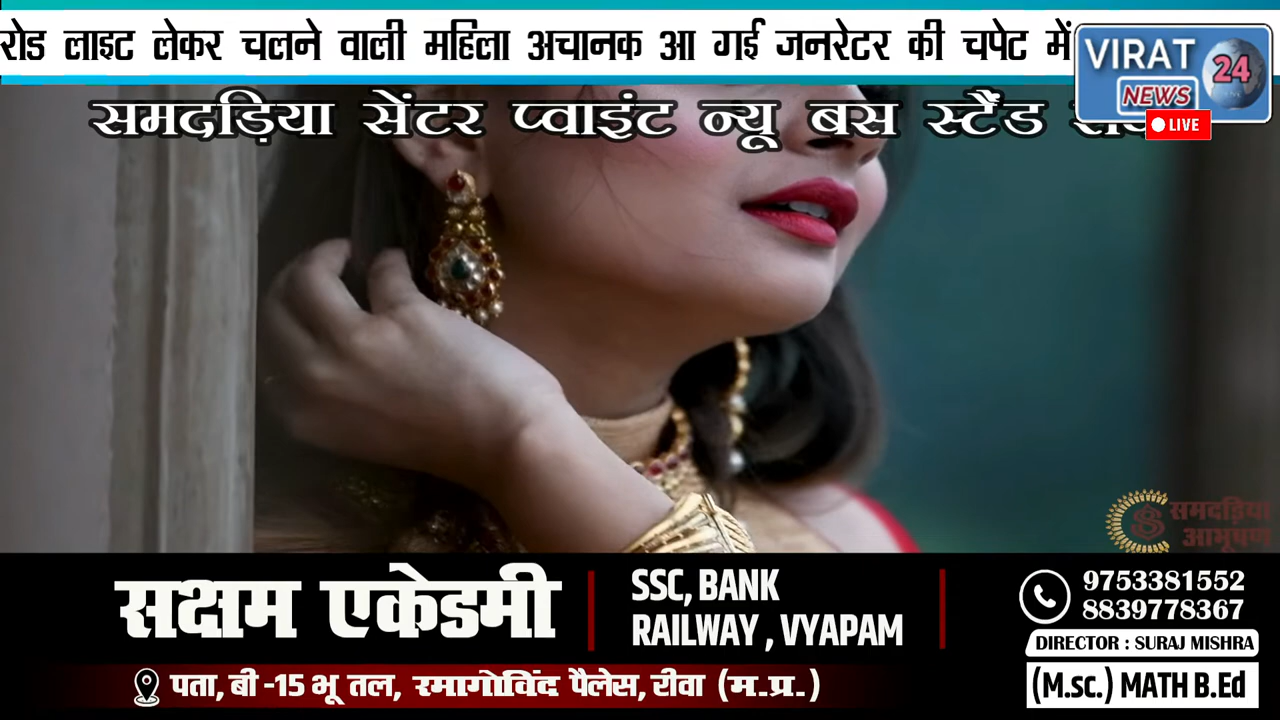 रोड लाइट लेकर चलने वाली महिला अचानक आ गई जनरेटर की चपेट में
VIRAT
24
NEWS
LIVE
समदड़िया सेंटर प्वाइंट न्यू बस स्टैंड
समदड़िया
आभूषण
सक्षम एकेडमी
SSC, BANK
RAILWAY , VYAPAM
9753381552
8839778367
DIRECTOR : SURAJ MISHRA
(M.sc.) MATH B.Ed
पता, बी -15 भू तल, रमागोविंद पैलेस, रीवा (म.प्र.)